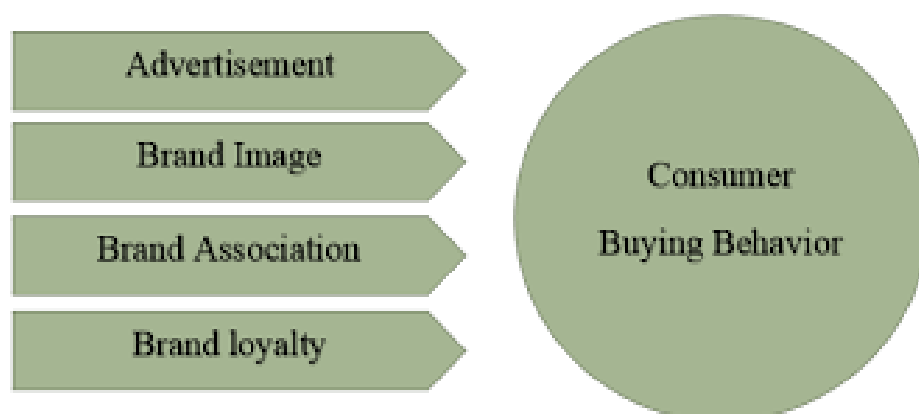 Advertisement
Brand Image
Brand Association
Brand loyalty
Consumer
Buying Behavior